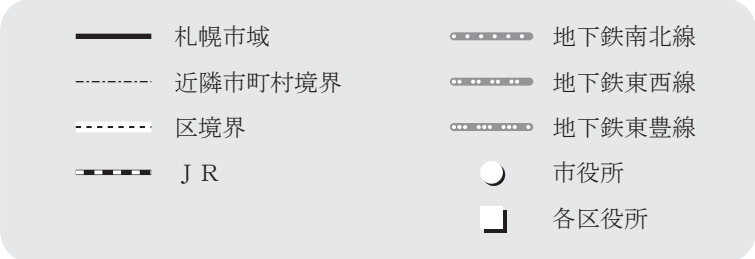 札幌市域
近隣市町村境界
区境界
ＪＲ
地下鉄南北線
地下鉄東西線
地下鉄東豊線
市役所
各区役所